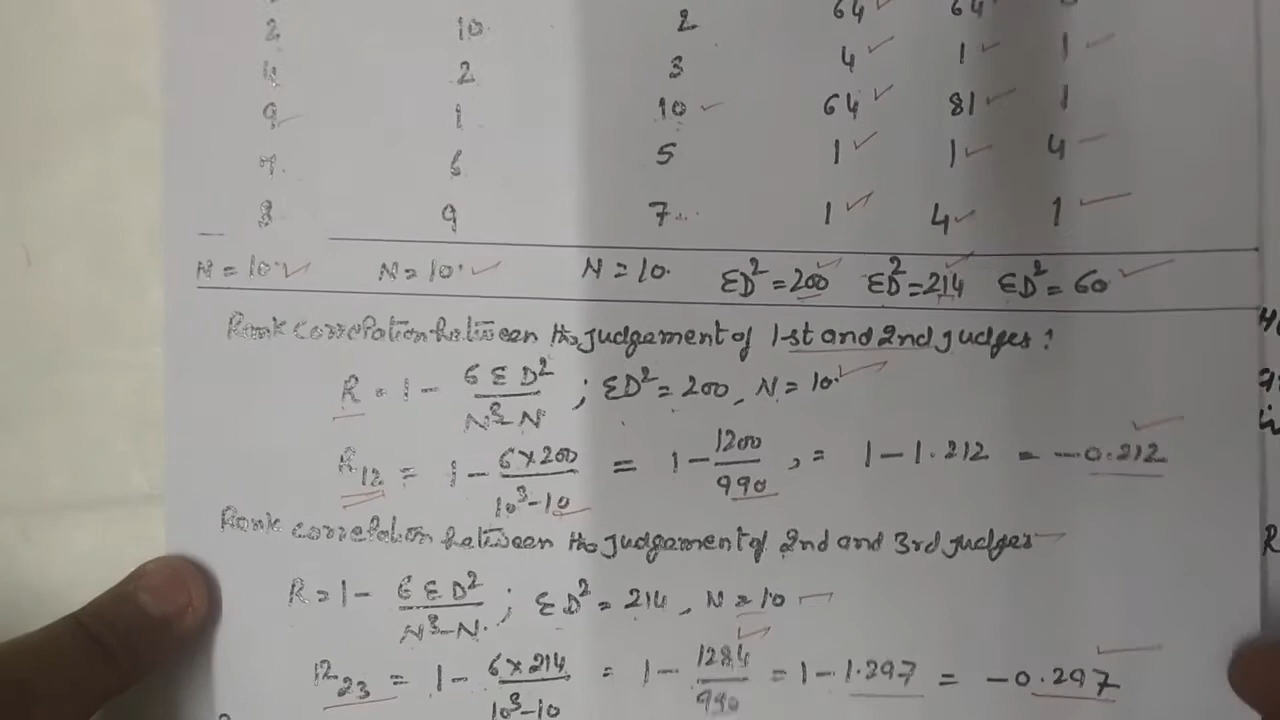 2 10 2 64 64
4 2 3 4 1 1
9 1 10 64 81 1
7 6 5 1 1 4
8 9 7 1 4 1
N = 10 N = 10 N = 10 ΣD² = 200 ΣD² = 214 ΣD² = 60
Rank correlation between the judgement of 1st and 2nd judges:
R = 1 - 6ΣD² / N³-N ; ΣD² = 200, N = 10
R₁₂ = 1 - 6×200 / 10³-10 = 1 - 1200 / 990, = 1 - 1.212 = -0.212
Rank correlation between the judgement of 2nd and 3rd judges
R = 1 - 6ΣD² / N³-N ; ΣD² = 214, N = 10
R₂₃ = 1 - 6×214 / 10³-10 = 1 - 1284 / 990 = 1 - 1.297 = -0.297
R